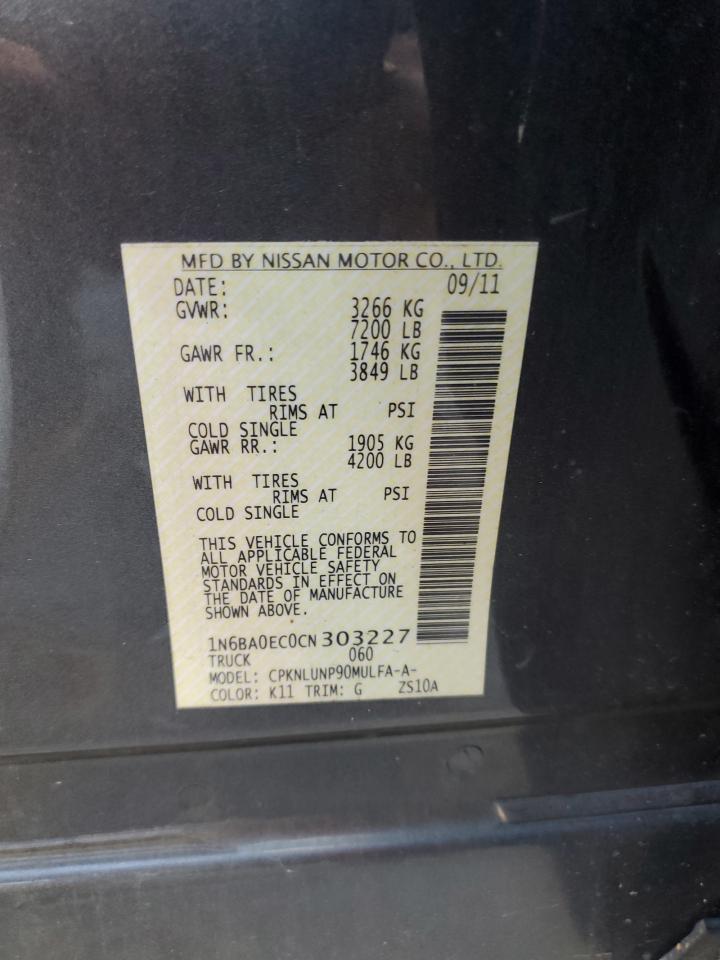 MFD BY NISSAN MOTOR CO., LTD.
DATE: 09/11
GVWR: 3266 KG
7200 LB
GAWR FR.: 1746 KG
3849 LB
WITH TIRES
RIMS AT PSI
COLD SINGLE
GAWR RR.: 1905 KG
4200 LB
WITH TIRES
RIMS AT PSI
COLD SINGLE
THIS VEHICLE CONFORMS TO
ALL APPLICABLE FEDERAL
MOTOR VEHICLE SAFETY
STANDARDS IN EFFECT ON
THE DATE OF MANUFACTURE
SHOWN ABOVE.
1N6BA0EC0CN303227
TRUCK 060
MODEL: CPKNLUNP90MULFA-A-
COLOR: K11 TRIM: G ZS10A